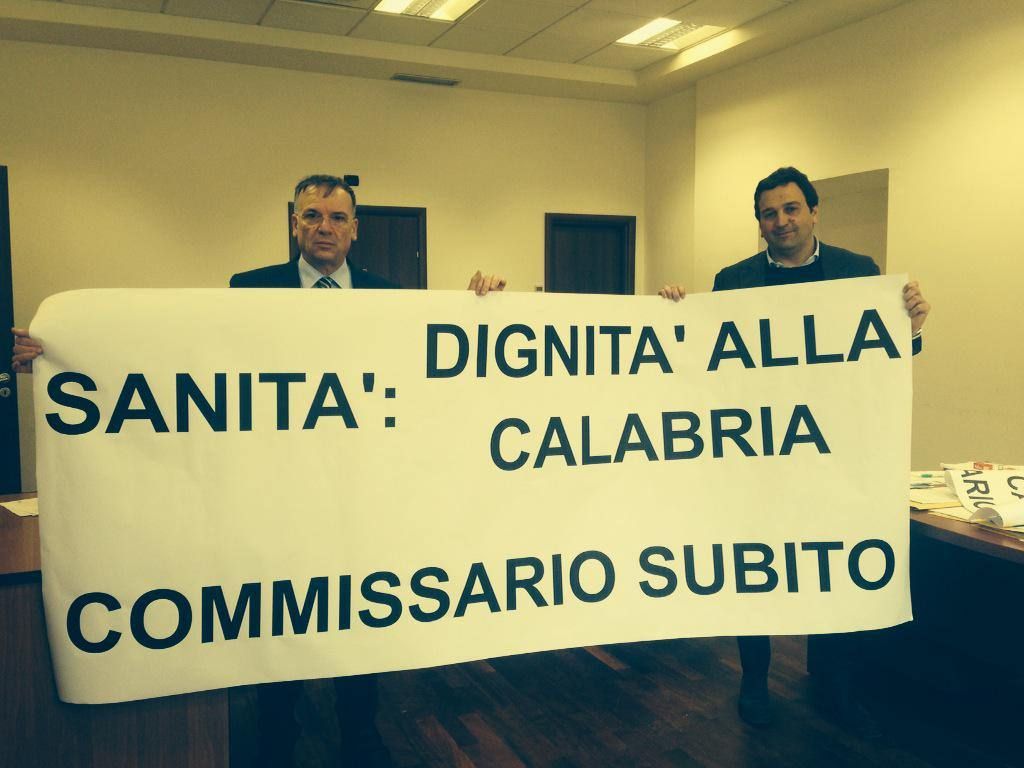 SANITA': DIGNITA' ALLA
CALABRIA
COMMISSARIO SUBITO